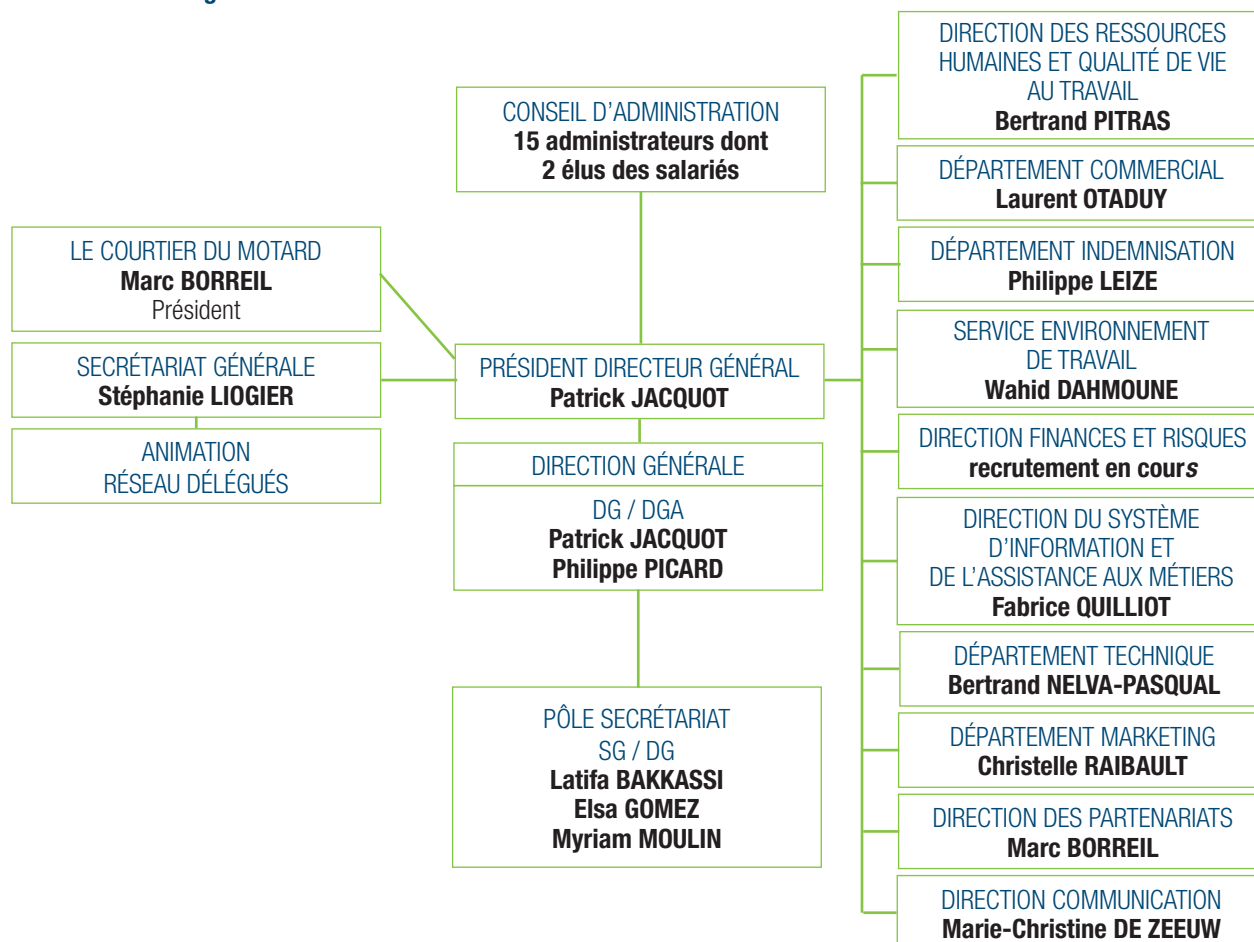 CONSEIL D'ADMINISTRATION
15 administrateurs dont
2 élus des salariés
LE COURTIER DU MOTARD
Marc BORREIL
Président
SECRÉTARIAT GÉNÉRALE
Stéphanie LIOGIER
ANIMATION
RÉSEAU DÉLÉGUÉS
PRÉSIDENT DIRECTEUR GÉNÉRAL
Patrick JACQUOT
DIRECTION GÉNÉRALE
DG / DGA
Patrick JACQUOT
Philippe PICARD
PÔLE SECRÉTARIAT
SG / DG
Latifa BAKKASSI
Elsa GOMEZ
Myriam MOULIN
DIRECTION DES RESSOURCES
HUMAINES ET QUALITÉ DE VIE
AU TRAVAIL
Bertrand PITRAS
DÉPARTEMENT COMMERCIAL
Laurent OTADUY
DÉPARTEMENT INDEMNISATION
Philippe LEIZE
SERVICE ENVIRONNEMENT
DE TRAVAIL
Wahid DAHMOUNE
DIRECTION FINANCES ET RISQUES
recrutement en cours
DIRECTION DU SYSTÈME
D'INFORMATION ET
DE L'ASSISTANCE AUX MÉTIERS
Fabrice QUILLIOT
DÉPARTEMENT TECHNIQUE
Bertrand NELVA-PASQUAL
DÉPARTEMENT MARKETING
Christelle RAIBAULT
DIRECTION DES PARTENARIATS
Marc BORREIL
DIRECTION COMMUNICATION
Marie-Christine DE ZEEUW